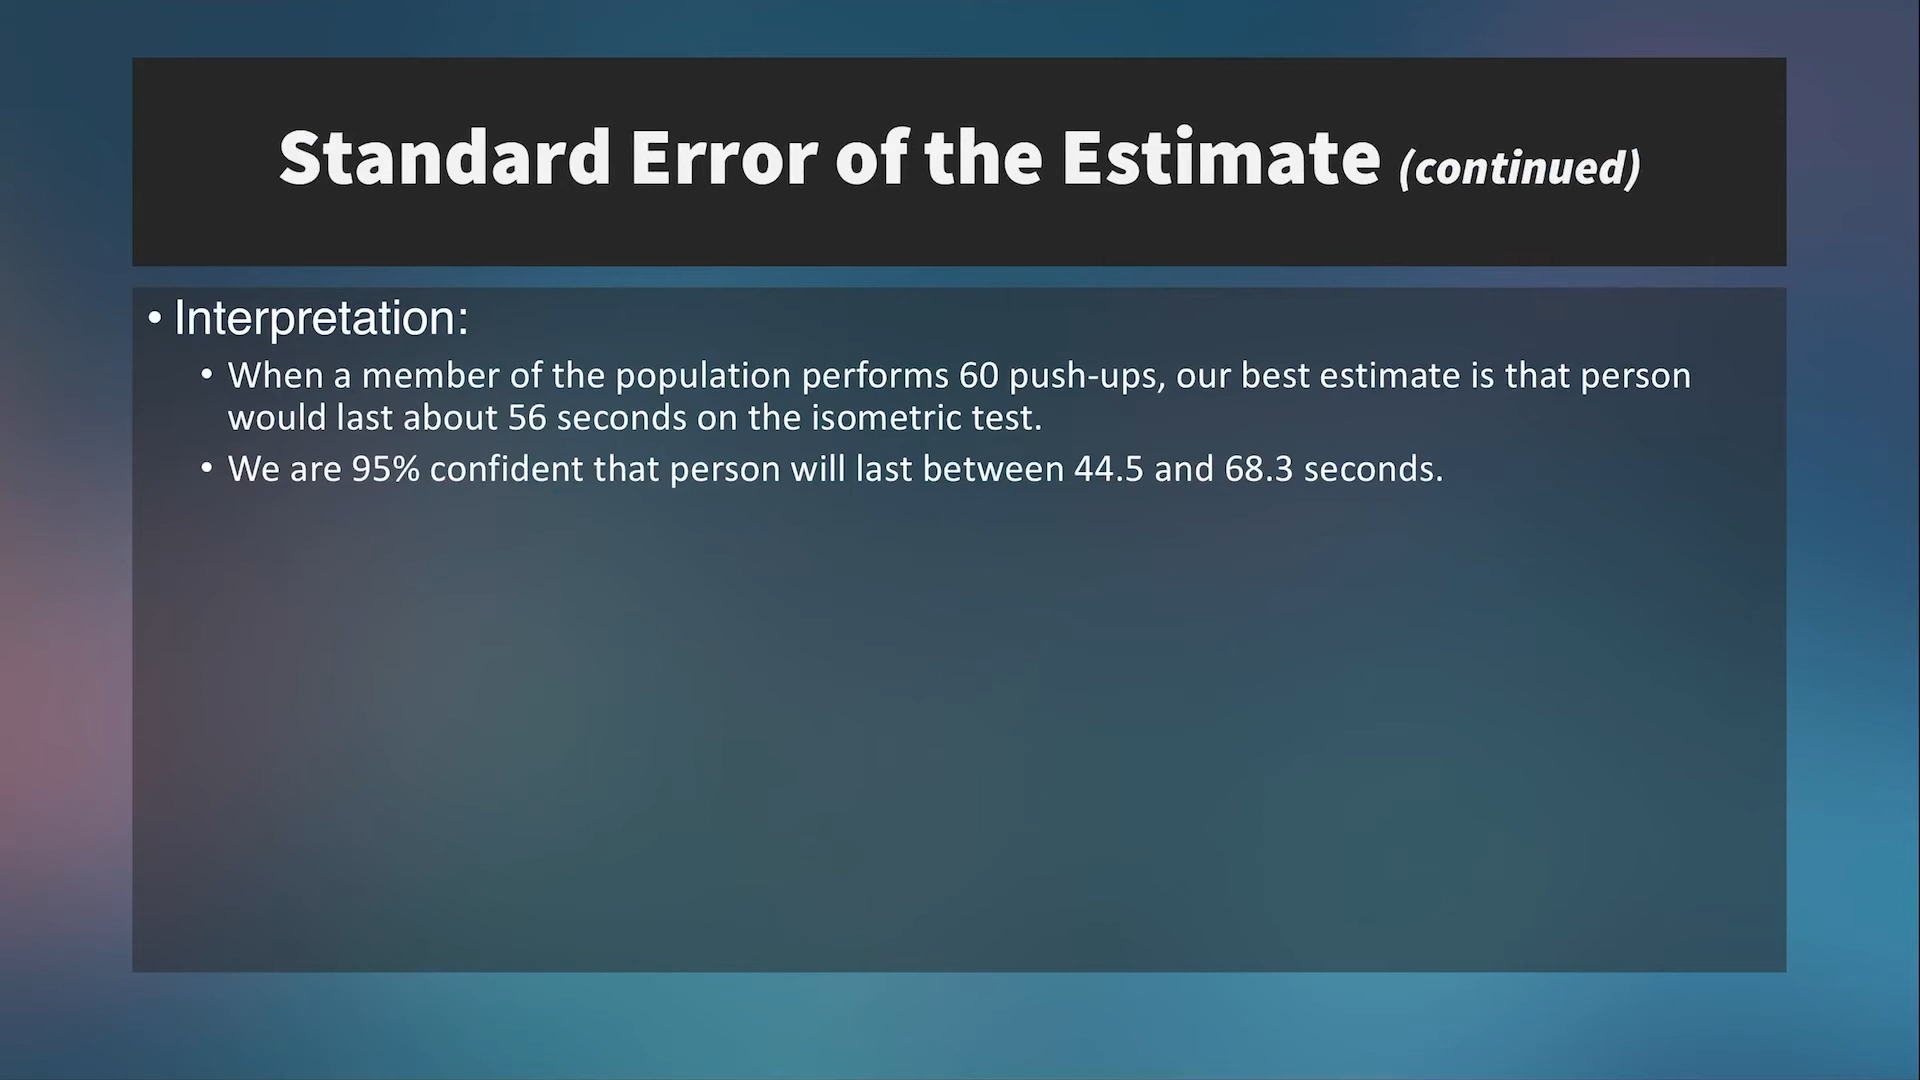 Standard Error of the Estimate (continued)
• Interpretation:
• When a member of the population performs 60 push-ups, our best estimate is that person
would last about 56 seconds on the isometric test.
• We are 95% confident that person will last between 44.5 and 68.3 seconds.